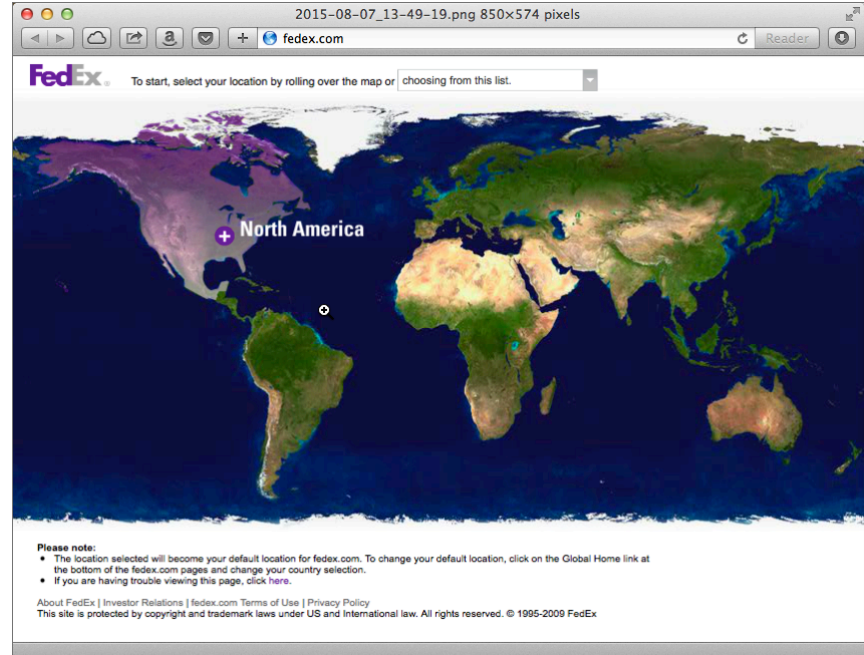 2015-08-07_13-49-19.png 850×574 pixels
a
fedex.com
Reader
FedEx.
To start, select your location by rolling over the map or choosing from this list.
North America
Please note:
• The location selected will become your default location for fedex.com. To change your default location, click on the Global Home link at
the bottom of the fedex.com pages and change your country selection.
• If you are having trouble viewing this page, click here.
About FedEx | Investor Relations | fedex.com Terms of Use | Privacy Policy
This site is protected by copyright and trademark laws under US and International law. All rights reserved. © 1995-2009 FedEx